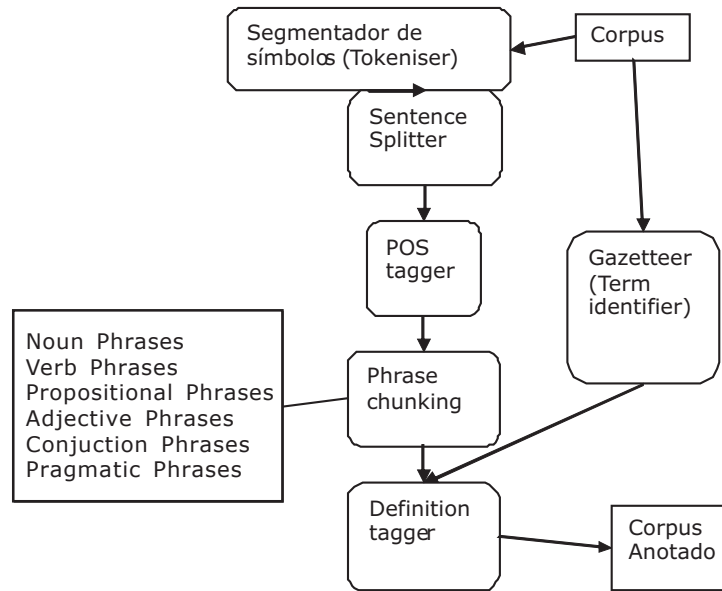 Segmentador de
símbolos (Tokeniser)
Corpus
Sentence
Splitter
POS
tagger
Gazetteer
(Term
identifier)
Noun Phrases
Verb Phrases
Propositional Phrases
Adjective Phrases
Conjuction Phrases
Pragmatic Phrases
Phrase
chunking
Definition
tagger
Corpus
Anotado